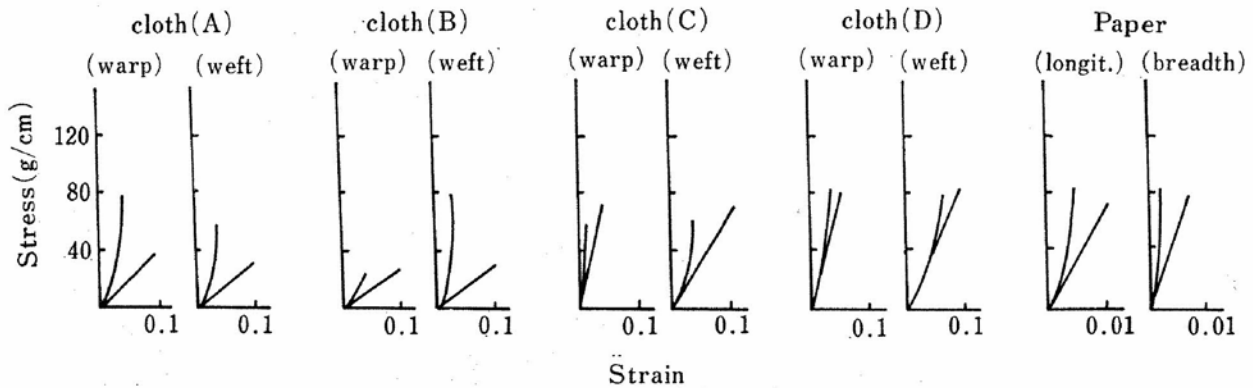 cloth(A) cloth(B) cloth(C) cloth(D) Paper
(warp) (weft) (warp) (weft) (warp) (weft) (warp) (weft) (longit.) (breadth)
Stress(g/cm)
120
80
40
0.1 0.1 0.1 0.1 0.1 0.1 0.1 0.1 0.01 0.01
Strain